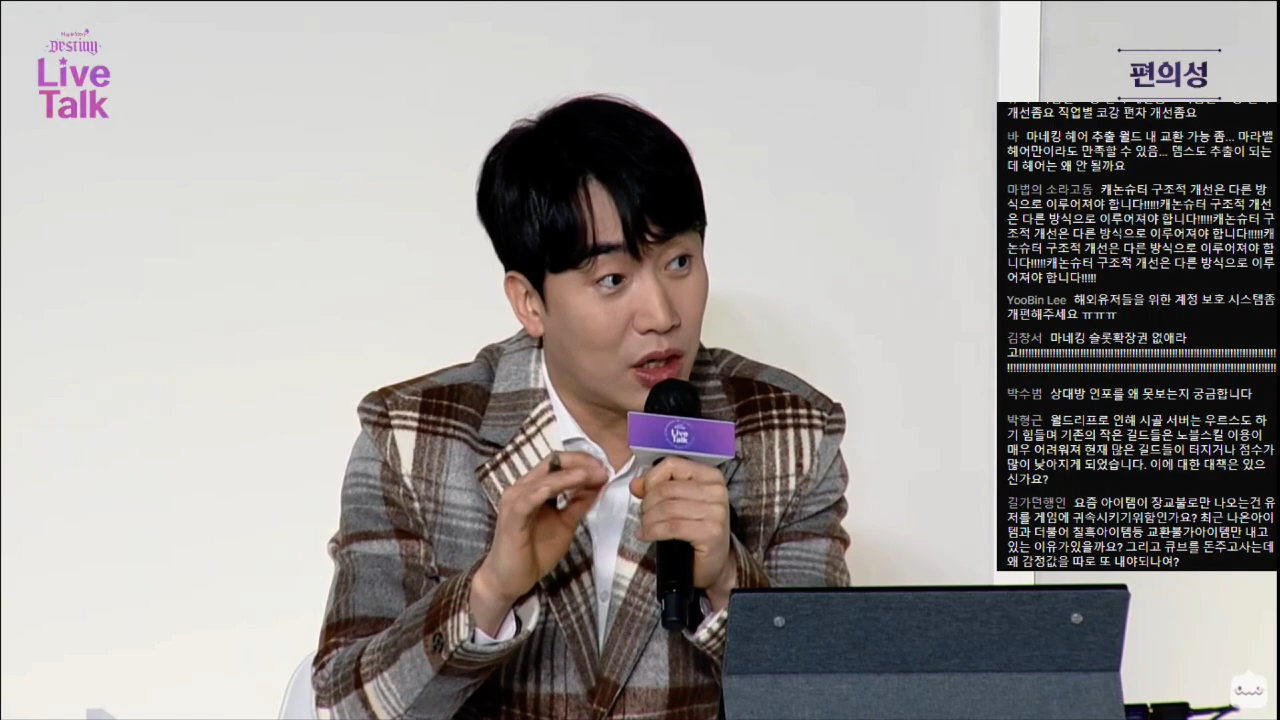 MapleStory
DESTINY
Live
Talk
편의성
개선좀요 직업별 코강 편차 개선좀요
바 마네킹 헤어 추출 월드 내 교환 가능 좀... 마라벨
헤어만이라도 만족할 수 있음... 뎀스도 추출이 되는
데 헤어는 왜 안 될까요
마법의 소라고동 캐논슈터 구조적 개선은 다른 방
식으로 이루어져야 합니다!!!!!캐논슈터 구조적 개선
은 다른 방식으로 이루어져야 합니다!!!!!캐논슈터 구
조적 개선은 다른 방식으로 이루어져야 합니다!!!!!캐
논슈터 구조적 개선은 다른 방식으로 이루어져야 합
니다!!!!!캐논슈터 구조적 개선은 다른 방식으로 이루
어져야 합니다!!!!!
YooBin Lee 해외유저들을 위한 계정 보호 시스템좀
개편해주세요 ㅠㅠㅠ
김창서 마네킹 슬롯확장권 없애라
고!!!!!!!!!!!!!!!!!!!!!!!!!!!!!!!!!!!!!!!!!!!!!!!!!!!!!!!!!!!!!!!!!!!!!!!!!!!!!!!!!!!!!!!
!!!!!!!!!!!!!!!!!!!!!!!!!!!!!!!!!!!!!!!!!!!!!!!!!!!!!!!!!!!!!!!!!!!!!!!!!!!!!!!!!!!!!!!!!!!
박수범 상대방 인포를 왜 못보는지 궁금합니다
박형근 월드리프로 인해 시골 서버는 우르스도 하
기 힘들며 기존의 작은 길드들은 노블스킬 이용이
매우 어려워져 현재 많은 길드들이 터지거나 점수가
많이 낮아지게 되었습니다. 이에 대한 대책은 있으
신가요?
길가던행인 요즘 아이템이 장교불로만 나오는건 유
저를 게임에 귀속시키기위함인가요? 최근 나온아이
템과 더불어 칠흑아이템등 교환불가아이템만 내고
있는 이유가있을까요? 그리고 큐브를 돈주고사는데
왜 감정값을 따로 또 내야되나여?
Live
Talk